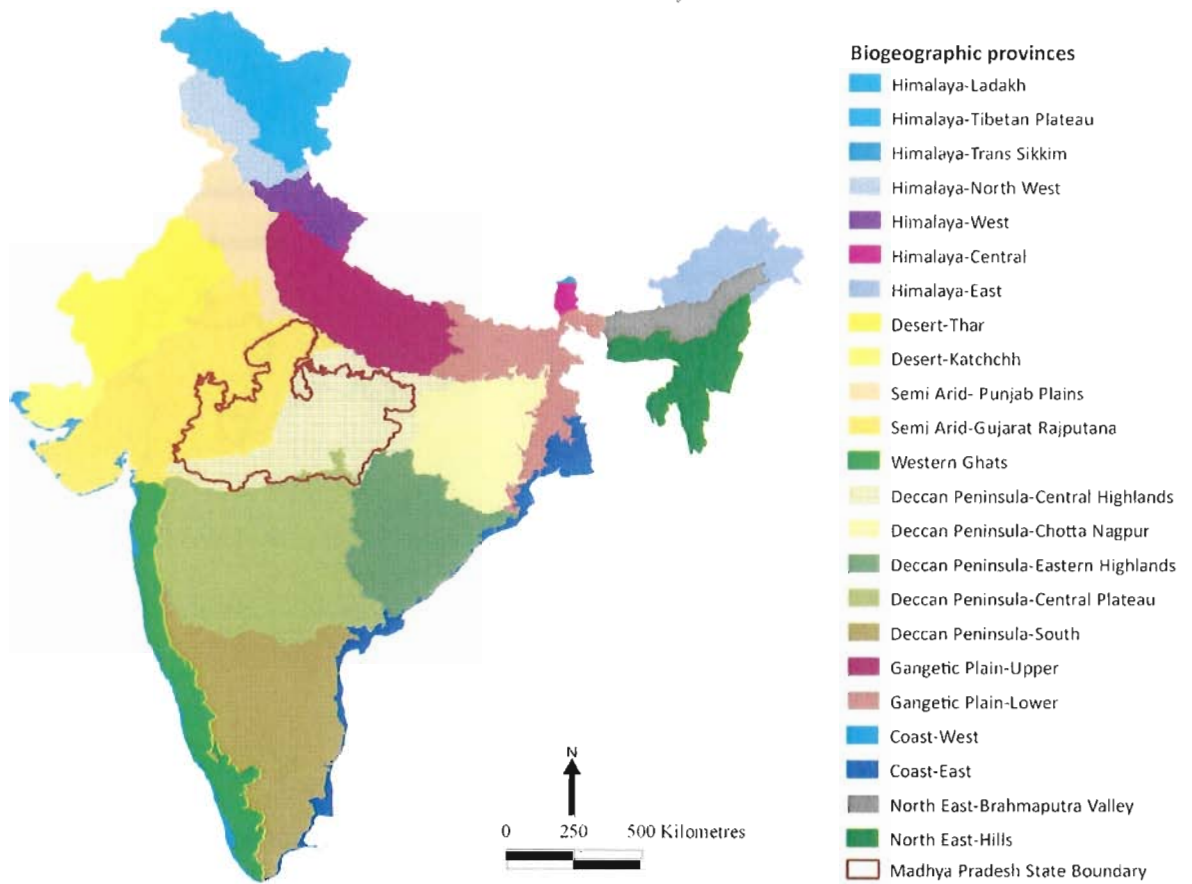 Biogeographic provinces
Himalaya-Ladakh
Himalaya-Tibetan Plateau
Himalaya-Trans Sikkim
Himalaya-North West
Himalaya-West
Himalaya-Central
Himalaya-East
Desert-Thar
Desert-Katchchh
Semi Arid- Punjab Plains
Semi Arid-Gujarat Rajputana
Western Ghats
Deccan Peninsula-Central Highlands
Deccan Peninsula-Chotta Nagpur
Deccan Peninsula-Eastern Highlands
Deccan Peninsula-Central Plateau
Deccan Peninsula-South
Gangetic Plain-Upper
Gangetic Plain-Lower
Coast-West
Coast-East
North East-Brahmaputra Valley
North East-Hills
Madhya Pradesh State Boundary
N
0 250 500 Kilometres